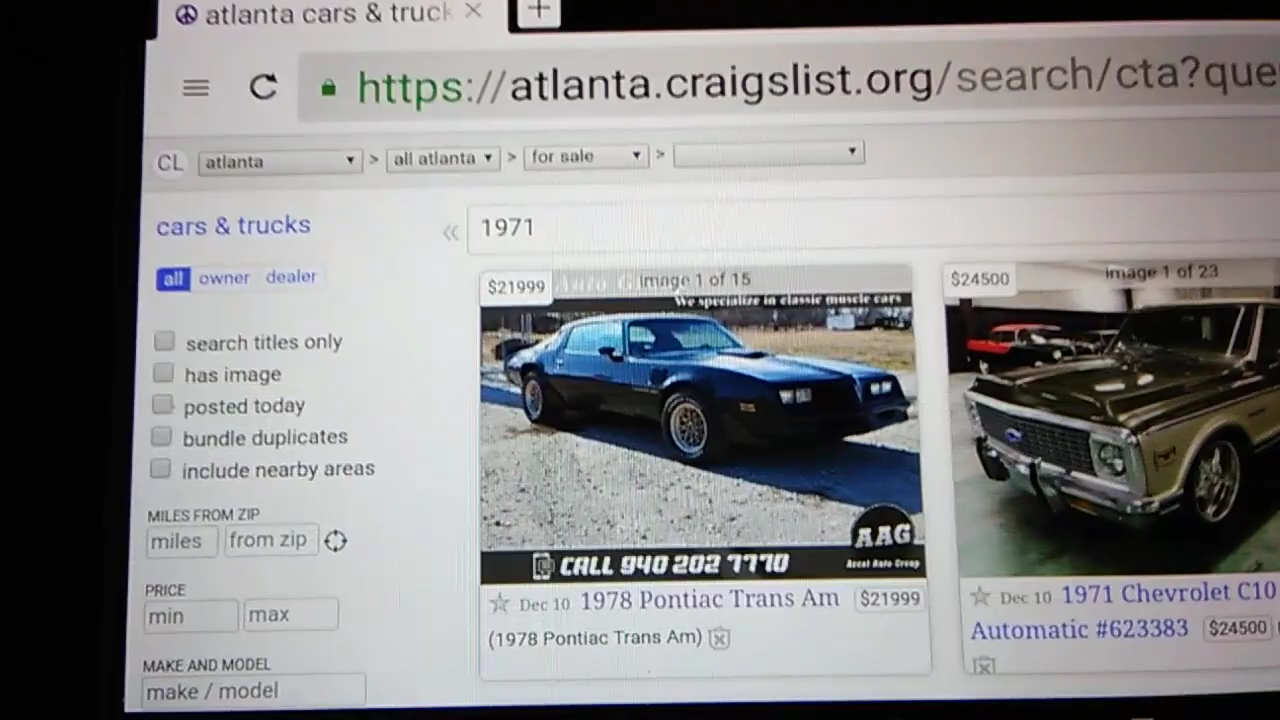 atlanta cars & truck
https://atlanta.craigslist.org/search/cta?que
CL atlanta > all atlanta > for sale >
cars & trucks
« 1971
all owner dealer
search titles only
has image
posted today
bundle duplicates
include nearby areas
MILES FROM ZIP
miles from zip
PRICE
min max
MAKE AND MODEL
make / model
$21999 image 1 of 15
We specialize in classic muscle cars
AAG
CALL 940 202 7770 Ascot Auto Group
Dec 10 1978 Pontiac Trans Am $21999
(1978 Pontiac Trans Am)
$24500 image 1 of 23
Dec 10 1971 Chevrolet C10
Automatic #623383 $24500